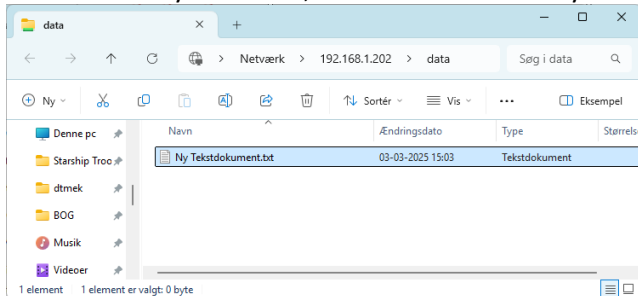 data
Netværk > 192.168.1.202 > data
Søg i data
Ny
Sortér
Vis
Eksempel
Denne pc
Starship Troo
dtmek
BOG
Musik
Videoer
Navn
Ændringsdato
Type
Størrels
Ny Tekstdokument.txt
03-03-2025 15:03
Tekstdokument
1 element
1 element er valgt: 0 byte